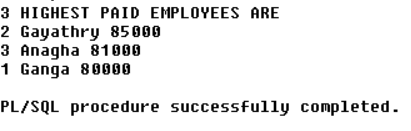 3 HIGHEST PAID EMPLOYEES ARE
2 Gayathry 85000
3 Anagha 81000
1 Ganga 80000
PL/SQL procedure successfully completed.